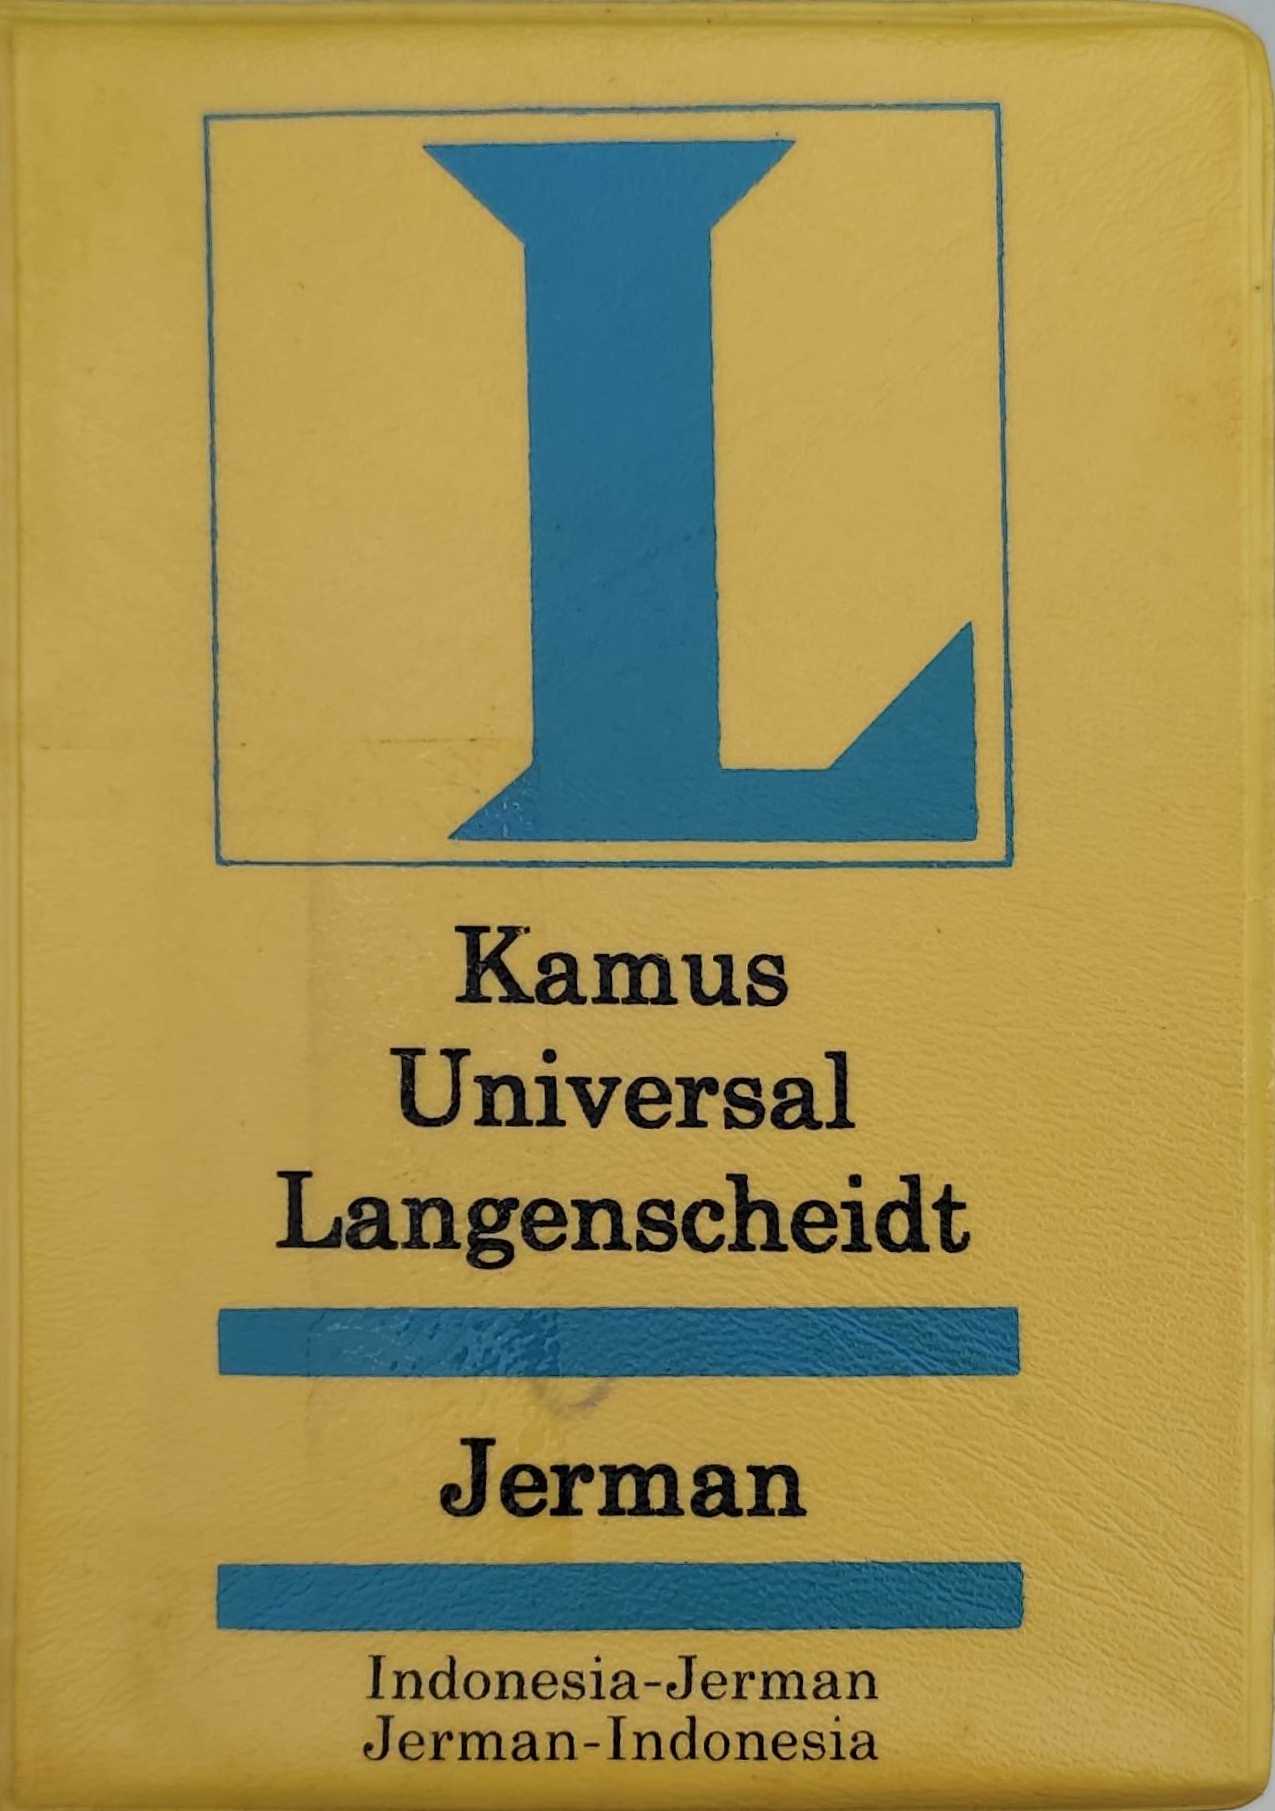 L
Kamus
Universal
Langenscheidt
Jerman
Indonesia-Jerman
Jerman-Indonesia